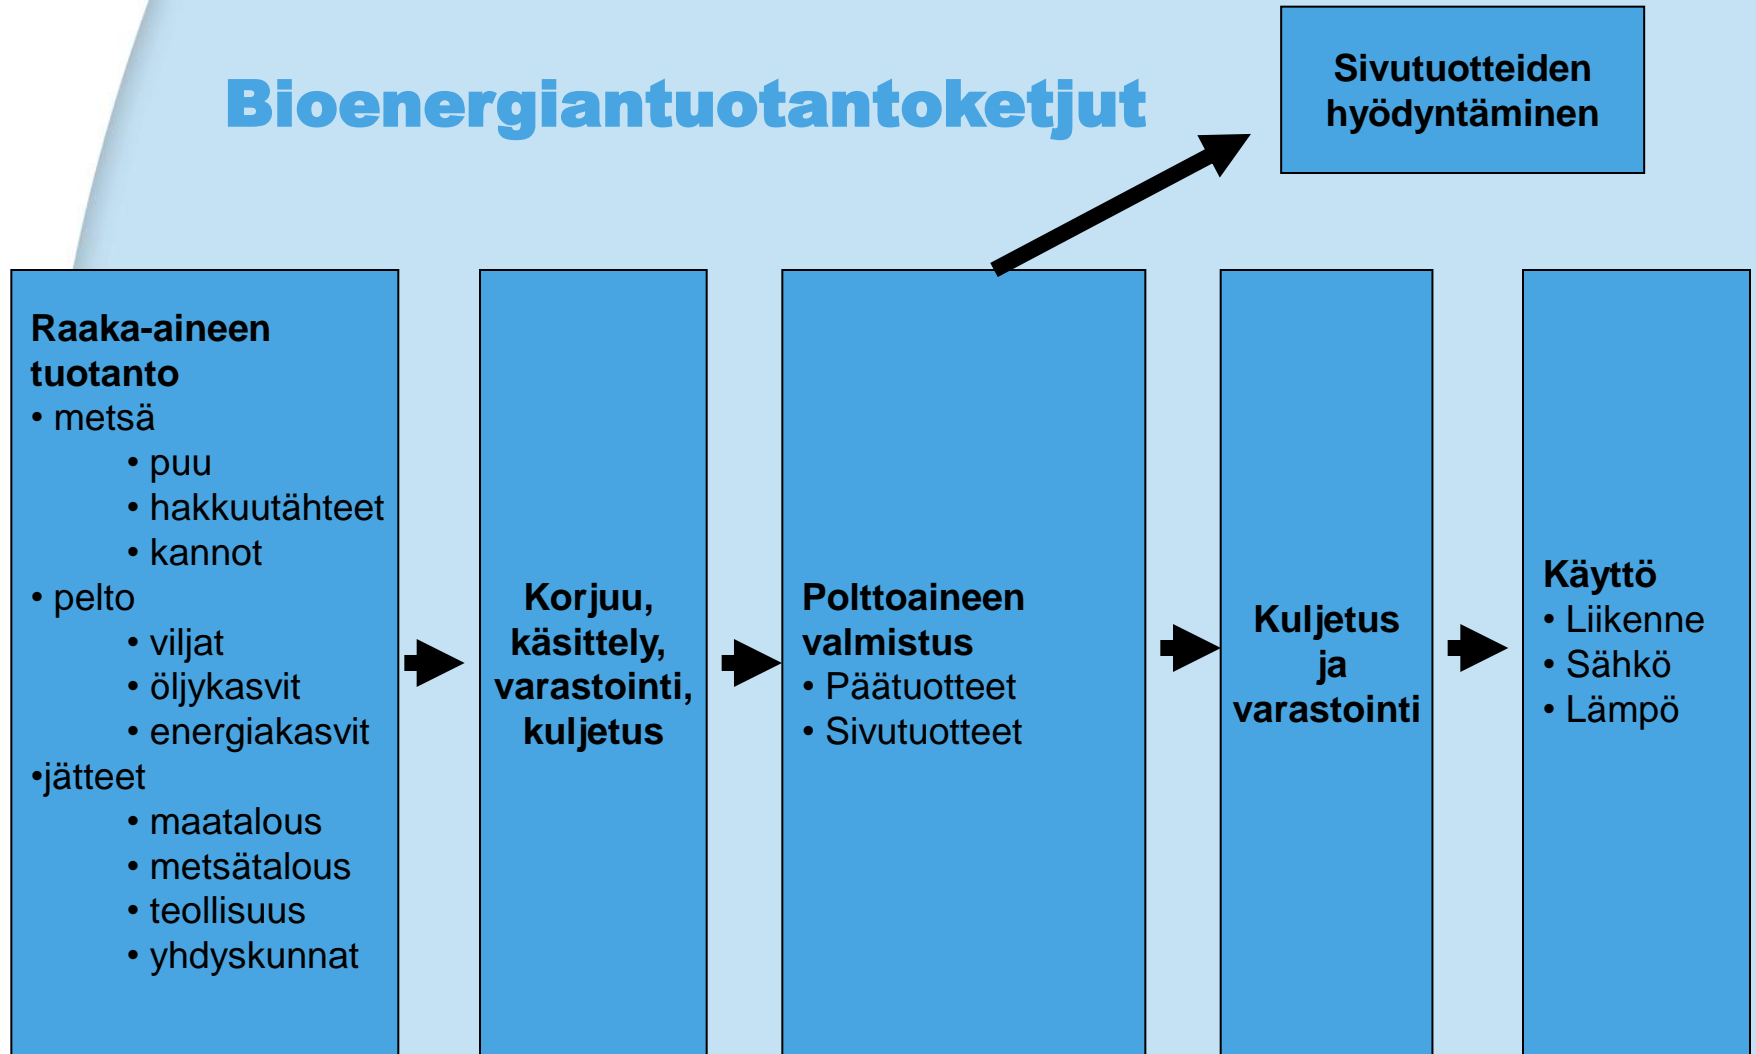 Bioenergiantuotantoketjut
Sivutuotteiden
hyödyntäminen
Raaka-aineen
tuotanto
• metsä
• puu
• hakkuutähteet
• kannot
• pelto
• viljat
• öljykasvit
• energiakasvit
•jätteet
• maatalous
• metsätalous
• teollisuus
• yhdyskunnat
Korjuu,
käsittely,
varastointi,
kuljetus
Polttoaineen
valmistus
• Päätuotteet
• Sivutuotteet
Kuljetus
ja
varastointi
Käyttö
• Liikenne
• Sähkö
• Lämpö